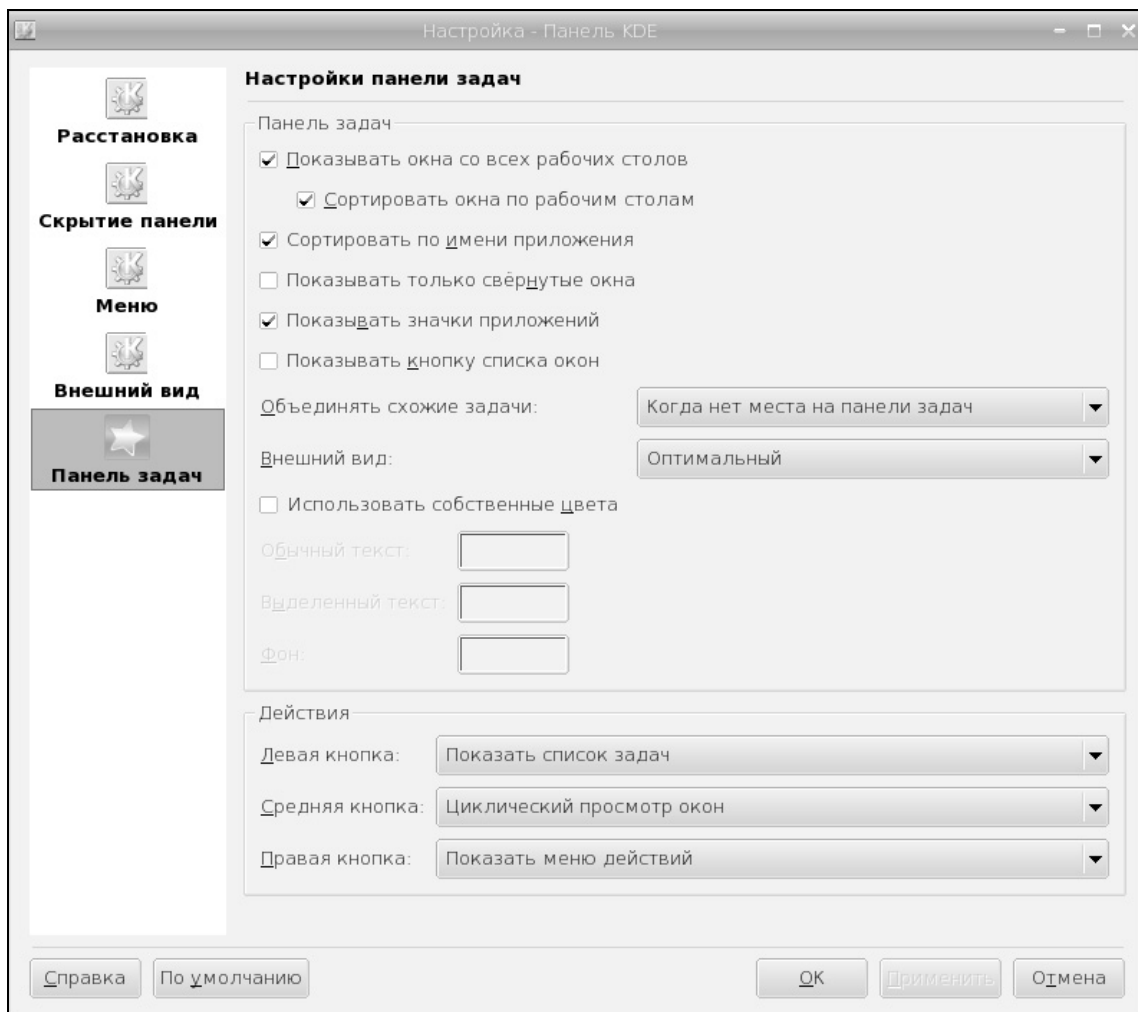 Настройка - Панель KDE
Расстановка
Скрытие панели
Меню
Внешний вид
Панель задач
Настройки панели задач
Панель задач
Показывать окна со всех рабочих столов
Сортировать окна по рабочим столам
Сортировать по имени приложения
Показывать только свёрнутые окна
Показывать значки приложений
Показывать кнопку списка окон
Объединять схожие задачи: Когда нет места на панели задач
Внешний вид: Оптимальный
Использовать собственные цвета
Обычный текст:
Выделенный текст:
Фон:
Действия
Левая кнопка: Показать список задач
Средняя кнопка: Циклический просмотр окон
Правая кнопка: Показать меню действий
Справка По умолчанию OK Применить Отмена